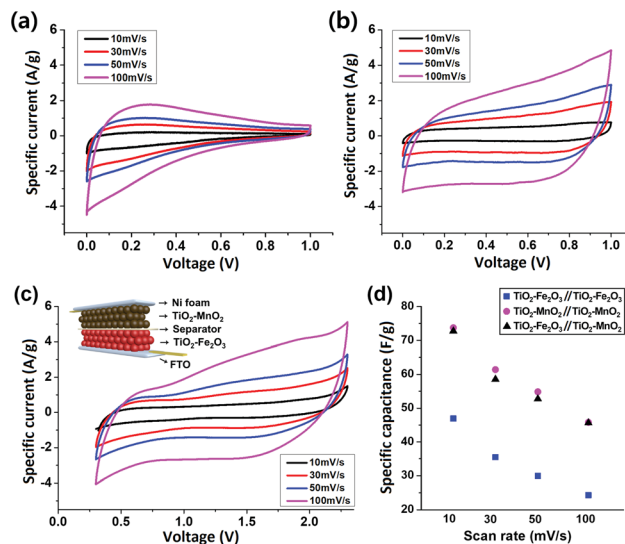 (a)
10mV/s
30mV/s
50mV/s
100mV/s
Specific current (A/g)
6
4
2
0
-2
-4
0.0 0.2 0.4 0.6 0.8 1.0
Voltage (V)
(b)
10mV/s
30mV/s
50mV/s
100mV/s
Specific current (A/g)
6
4
2
0
-2
-4
0.0 0.2 0.4 0.6 0.8 1.0
Voltage (V)
(c)
Ni foam
TiO₂-MnO₂
Separator
TiO₂-Fe₂O₃
FTO
10mV/s
30mV/s
50mV/s
100mV/s
Specific current (A/g)
6
4
2
0
-2
-4
0.0 0.5 1.0 1.5 2.0
Voltage (V)
(d)
TiO₂-Fe₂O₃//TiO₂-Fe₂O₃
TiO₂-MnO₂//TiO₂-MnO₂
TiO₂-Fe₂O₃//TiO₂-MnO₂
Specific capacitance (F/g)
80
70
60
50
40
30
20
10 30 50 100
Scan rate (mV/s)